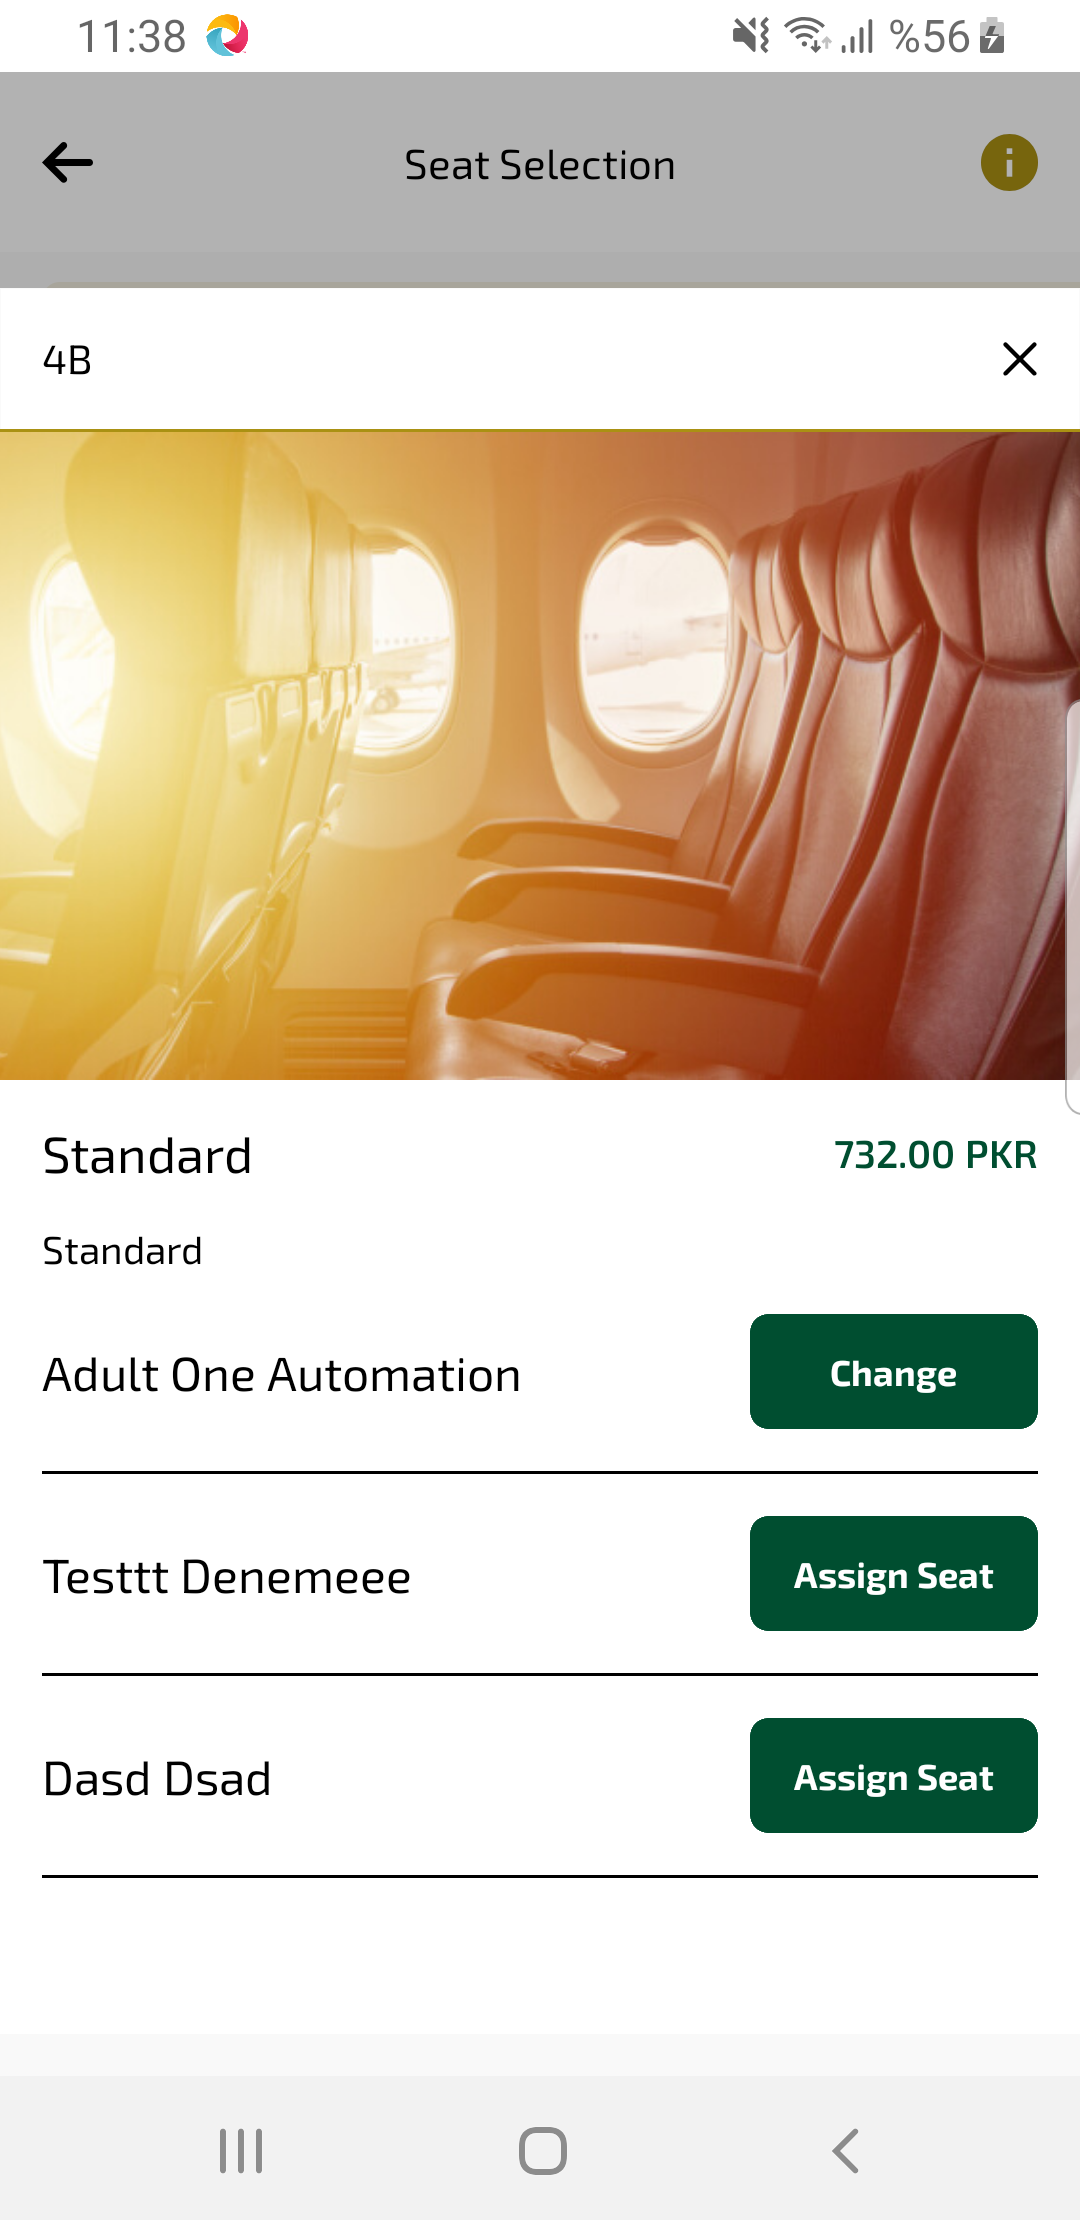 11:38 %56
Seat Selection
4B
Standard 732.00 PKR
Standard
Adult One Automation Change
Testtt Denemeee Assign Seat
Dasd Dsad Assign Seat